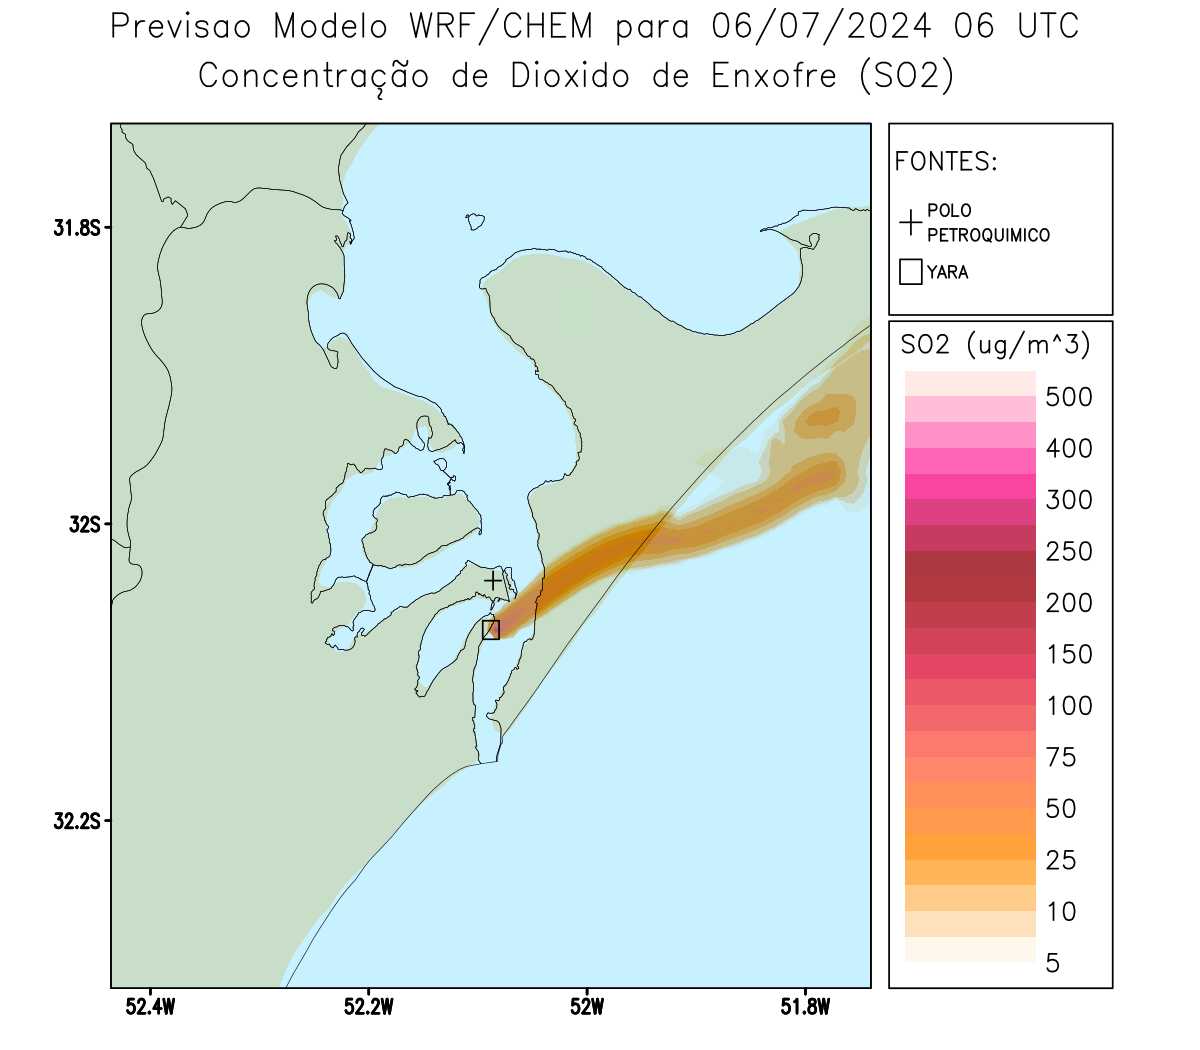 Previsao Modelo WRF/CHEM para 06/07/2024 06 UTC
Concentração de Dioxido de Enxofre (SO2)
FONTES:
POLO
PETROQUIMICO
YARA
31.8S
32S
32.2S
52.4W
52.2W
52W
51.8W
SO2 (ug/m^3)
500
400
300
250
200
150
100
75
50
25
10
5